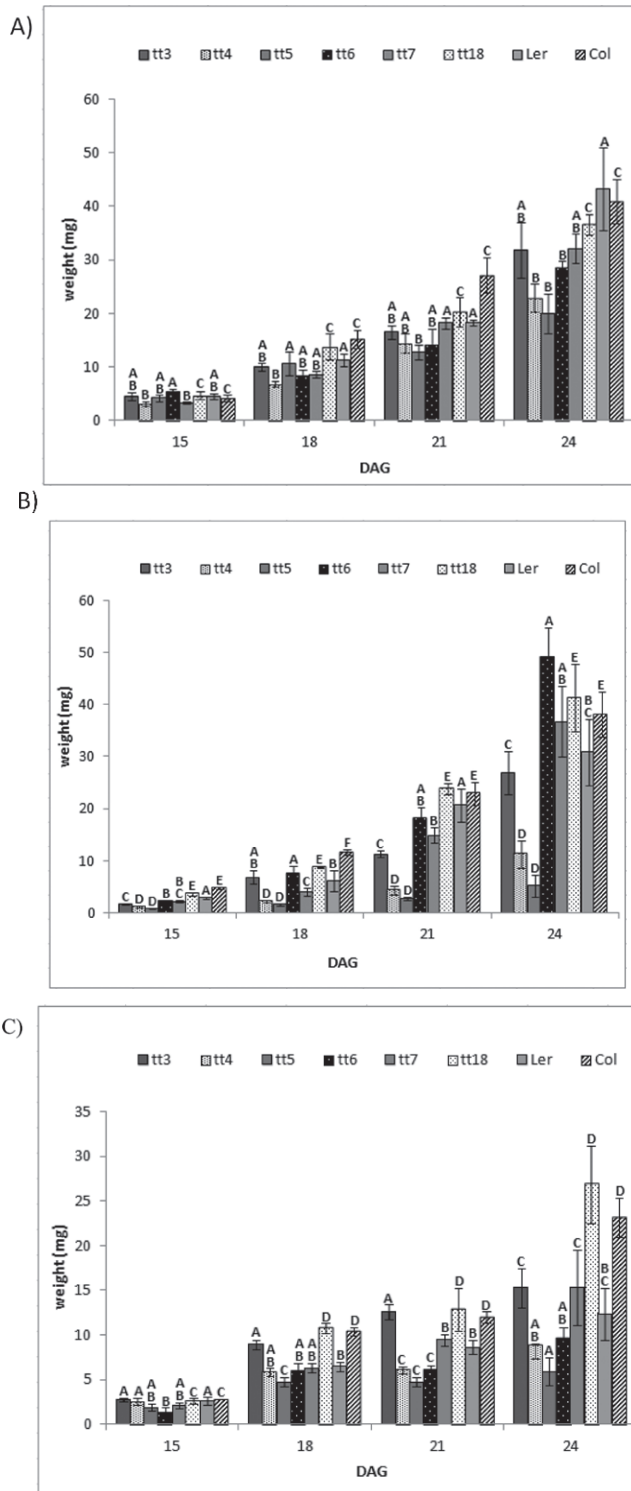 A)
tt3 tt4 tt5 tt6 tt7 tt18 Ler Col
weight (mg)
60
50
40
30
20
10
0
A B B A B A B C A B C
A B B A B A B A B C A C
A B A B B A B A C A C
A B B B B A B C A C
15 18 21 24
DAG
B)
tt3 tt4 tt5 tt6 tt7 tt18 Ler Col
weight (mg)
60
50
40
30
20
10
0
C D D B B C E A E
A B D D A C E B F
C D D A B B E A E
C D D A A B E B C E
15 18 21 24
DAG
C)
tt3 tt4 tt5 tt6 tt7 tt18 Ler Col
weight (mg)
35
30
25
20
15
10
5
0
A A A B B A B C A C
A A B C A B A B D B D
A C C C B D B D
C A B A A B C D B C D
15 18 21 24
DAG